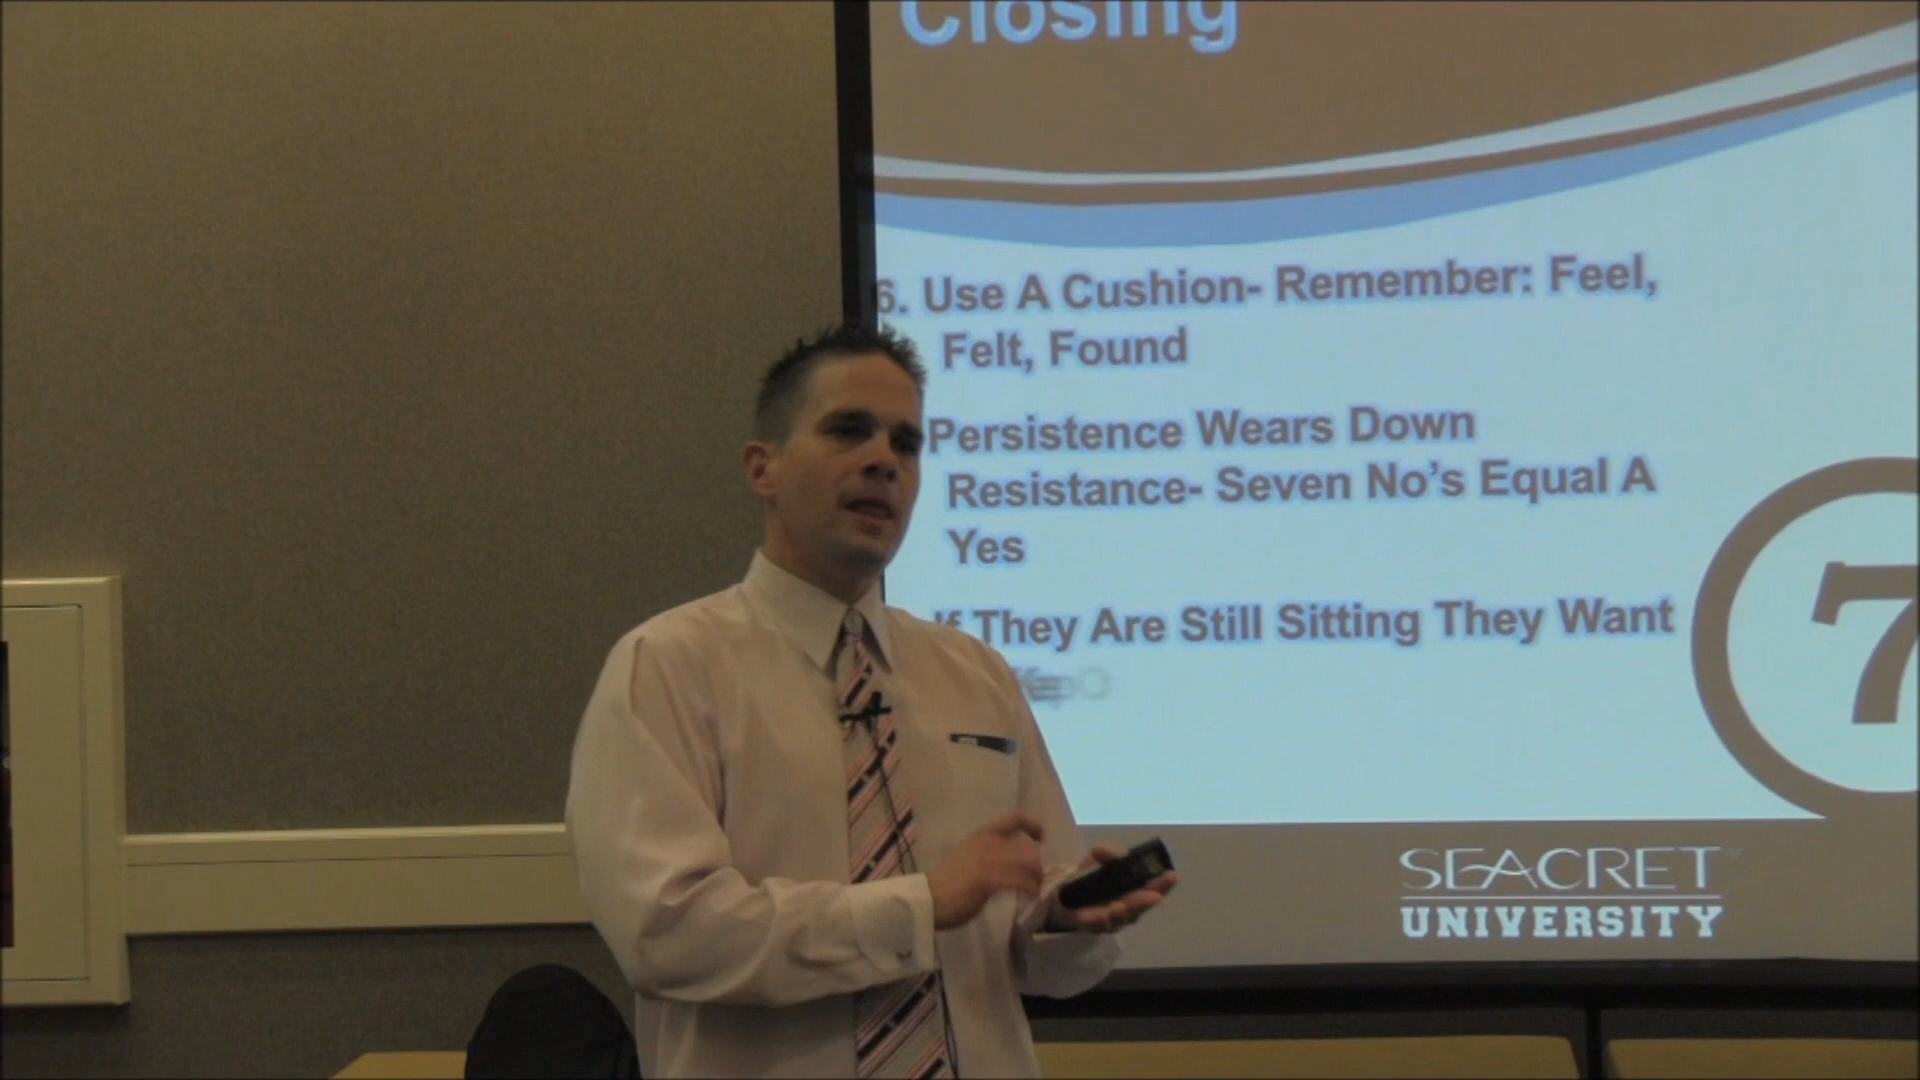 Closing
6. Use A Cushion- Remember: Feel,
Felt, Found
Persistence Wears Down
Resistance- Seven No's Equal A
Yes
If They Are Still Sitting They Want
7
SEACRET
UNIVERSITY